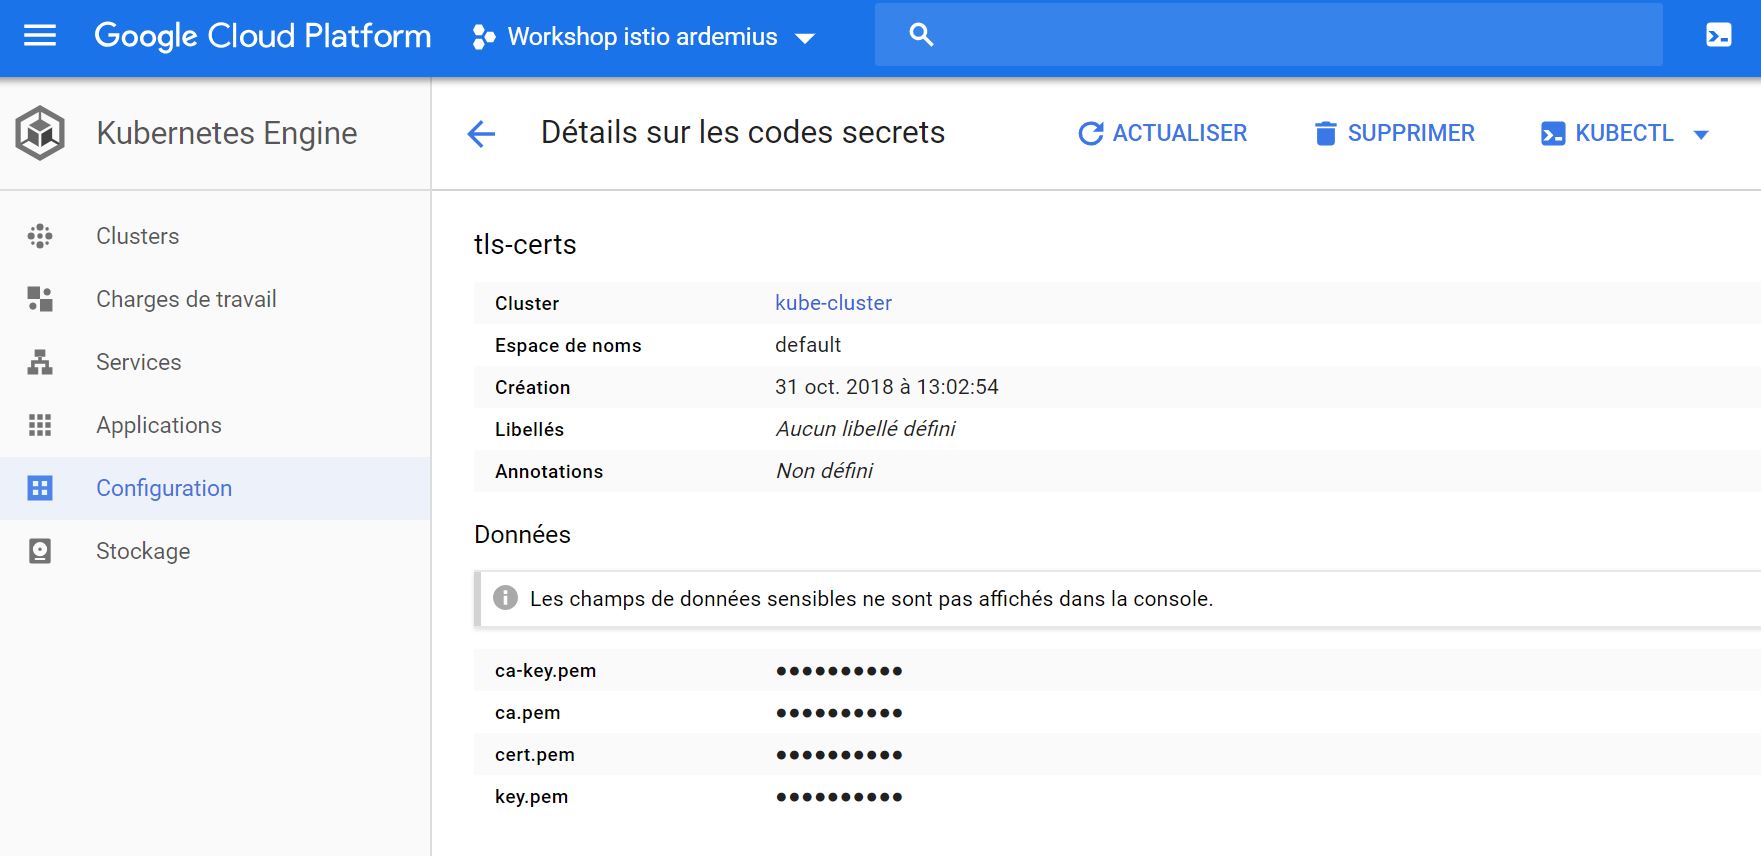 Google Cloud Platform
Workshop istio ardemius
Kubernetes Engine
Détails sur les codes secrets
ACTUALISER
SUPPRIMER
KUBECTL
Clusters
Charges de travail
Services
Applications
Configuration
Stockage
tls-certs
Cluster kube-cluster
Espace de noms default
Création 31 oct. 2018 à 13:02:54
Libellés Aucun libellé défini
Annotations Non défini
Données
Les champs de données sensibles ne sont pas affichés dans la console.
ca-key.pem ••••••••••
ca.pem ••••••••••
cert.pem ••••••••••
key.pem ••••••••••